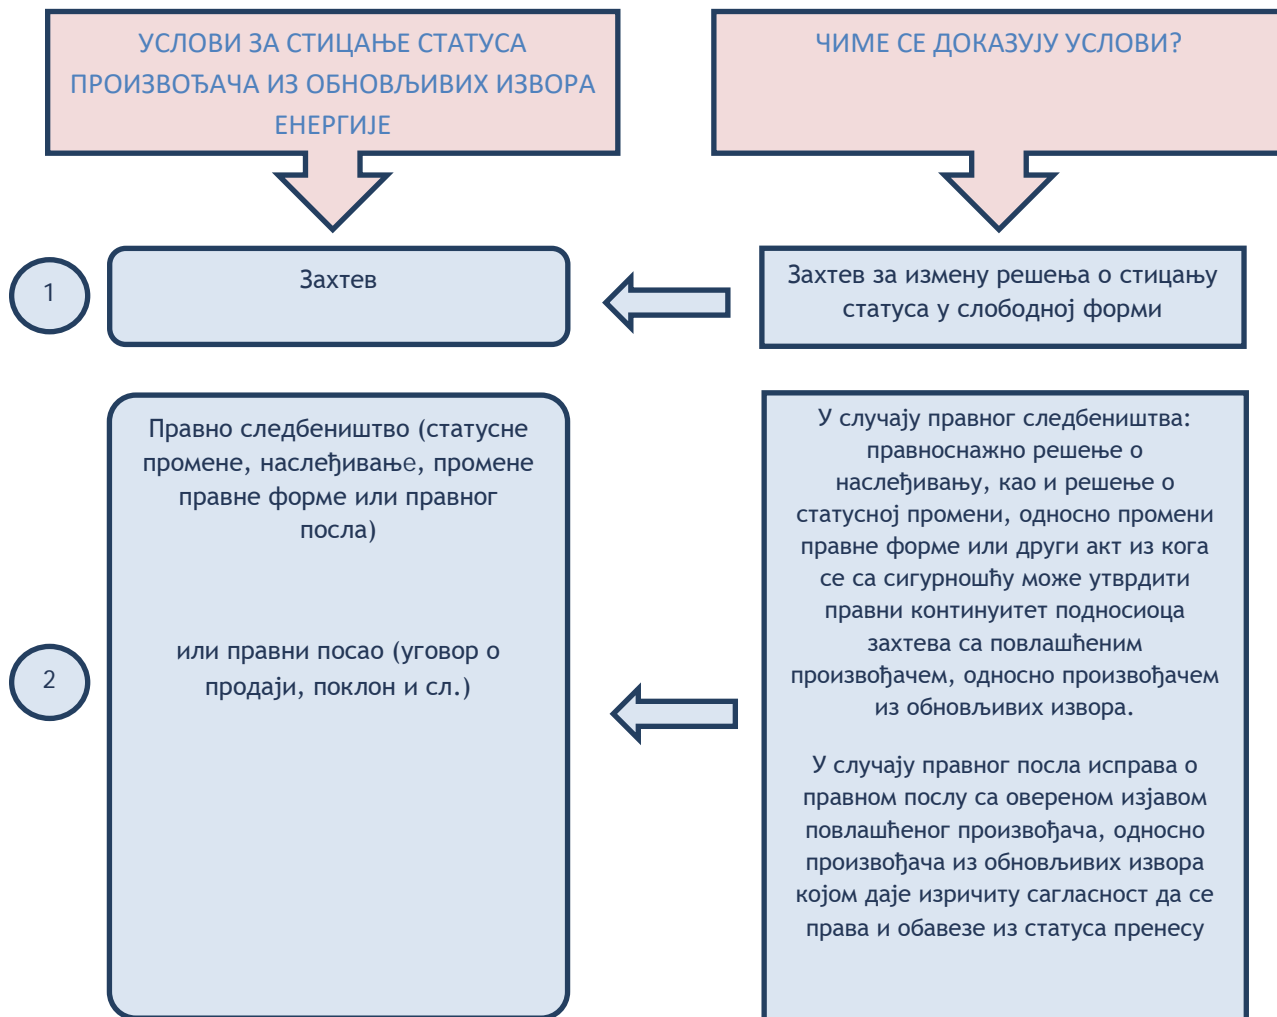 УСЛОВИ ЗА СТИЦАЊЕ СТАТУСА
ПРОИЗВОЂАЧА ИЗ ОБНОВЉИВИХ ИЗВОРА
ЕНЕРГИЈЕ
ЧИМЕ СЕ ДОКАЗУЈУ УСЛОВИ?
1
Захтев
Захтев за измену решења о стицању
статуса у слободној форми
2
Правно следбеништво (статусне
промене, наслеђивање, промене
правне форме или правног
посла)
или правни посао (уговор о
продаји, поклон и сл.)
У случају правног следбеништва:
правноснажно решење о
наслеђивању, као и решење о
статусној промени, односно промени
правне форме или други акт из кога
се са сигурношћу може утврдити
правни континуитет подносиоца
захтева са повлашћеним
произвођачем, односно произвођачем
из обновљивих извора.
У случају правног посла исправа о
правном послу са овереном изјавом
повлашћеног произвођача, односно
произвођача из обновљивих извора
којом даје изричиту сагласност да се
права и обавезе из статуса пренесу